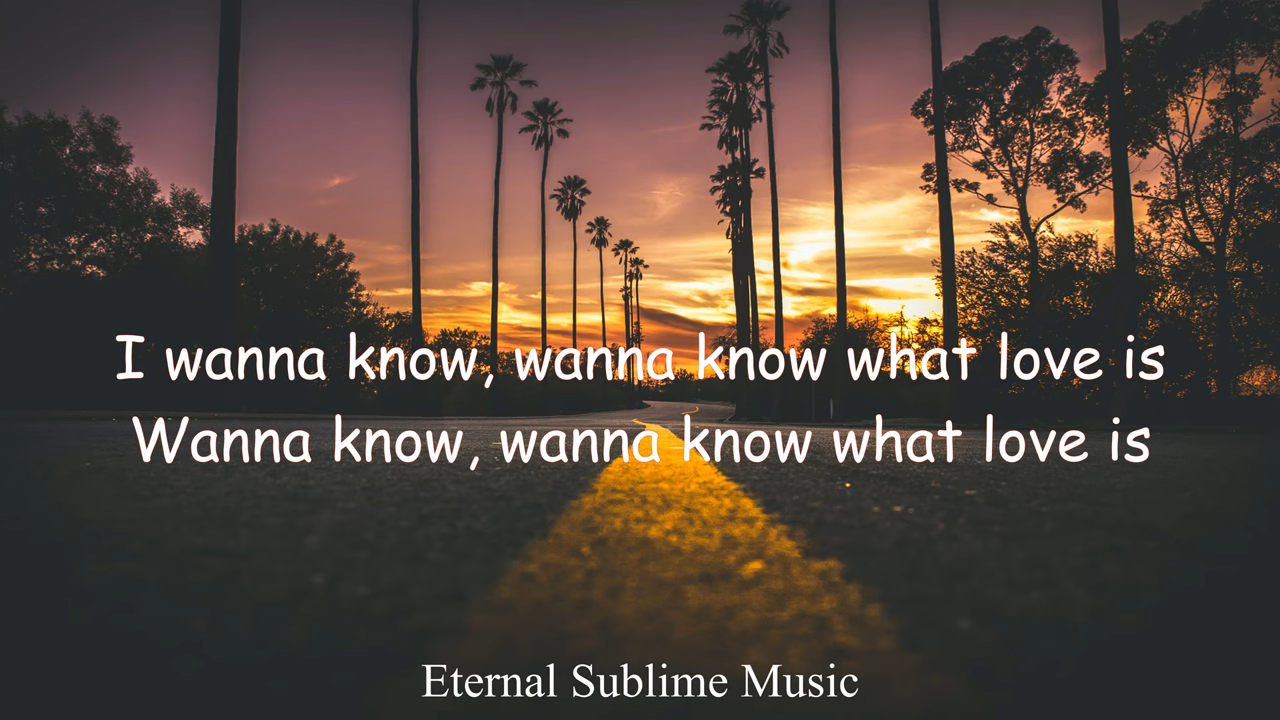 I wanna know, wanna know what love is
Wanna know, wanna know what love is
Eternal Sublime Music